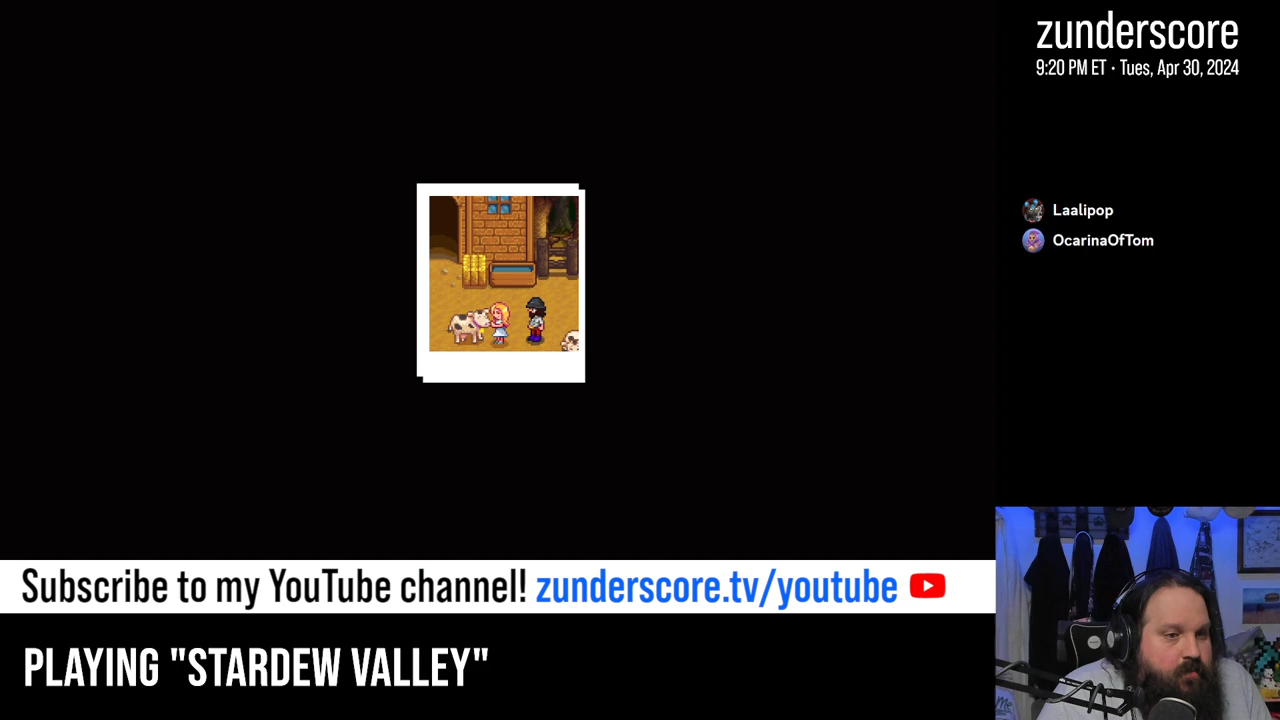 zunderscore
9:20 PM ET · Tues, Apr 30, 2024
Laalipop
OcarinaOfTom
Subscribe to my YouTube channel! zunderscore.tv/youtube
PLAYING "STARDEW VALLEY"